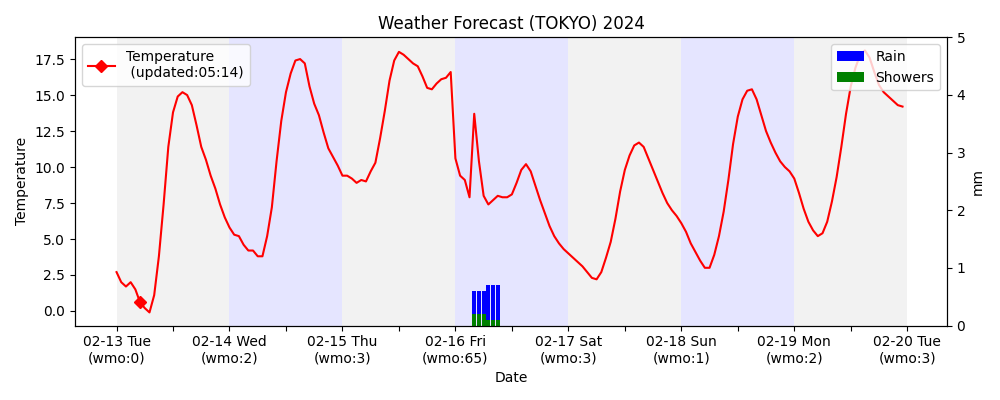 Weather Forecast (TOKYO) 2024
Temperature
(updated:05:14)
Rain
Showers
Temperature
17.5
15.0
12.5
10.0
7.5
5.0
2.5
0.0
5
4
3
2
1
0
mm
02-13 Tue
(wmo:0)
02-14 Wed
(wmo:2)
02-15 Thu
(wmo:3)
02-16 Fri
(wmo:65)
02-17 Sat
(wmo:3)
02-18 Sun
(wmo:1)
02-19 Mon
(wmo:2)
02-20 Tue
(wmo:3)
Date